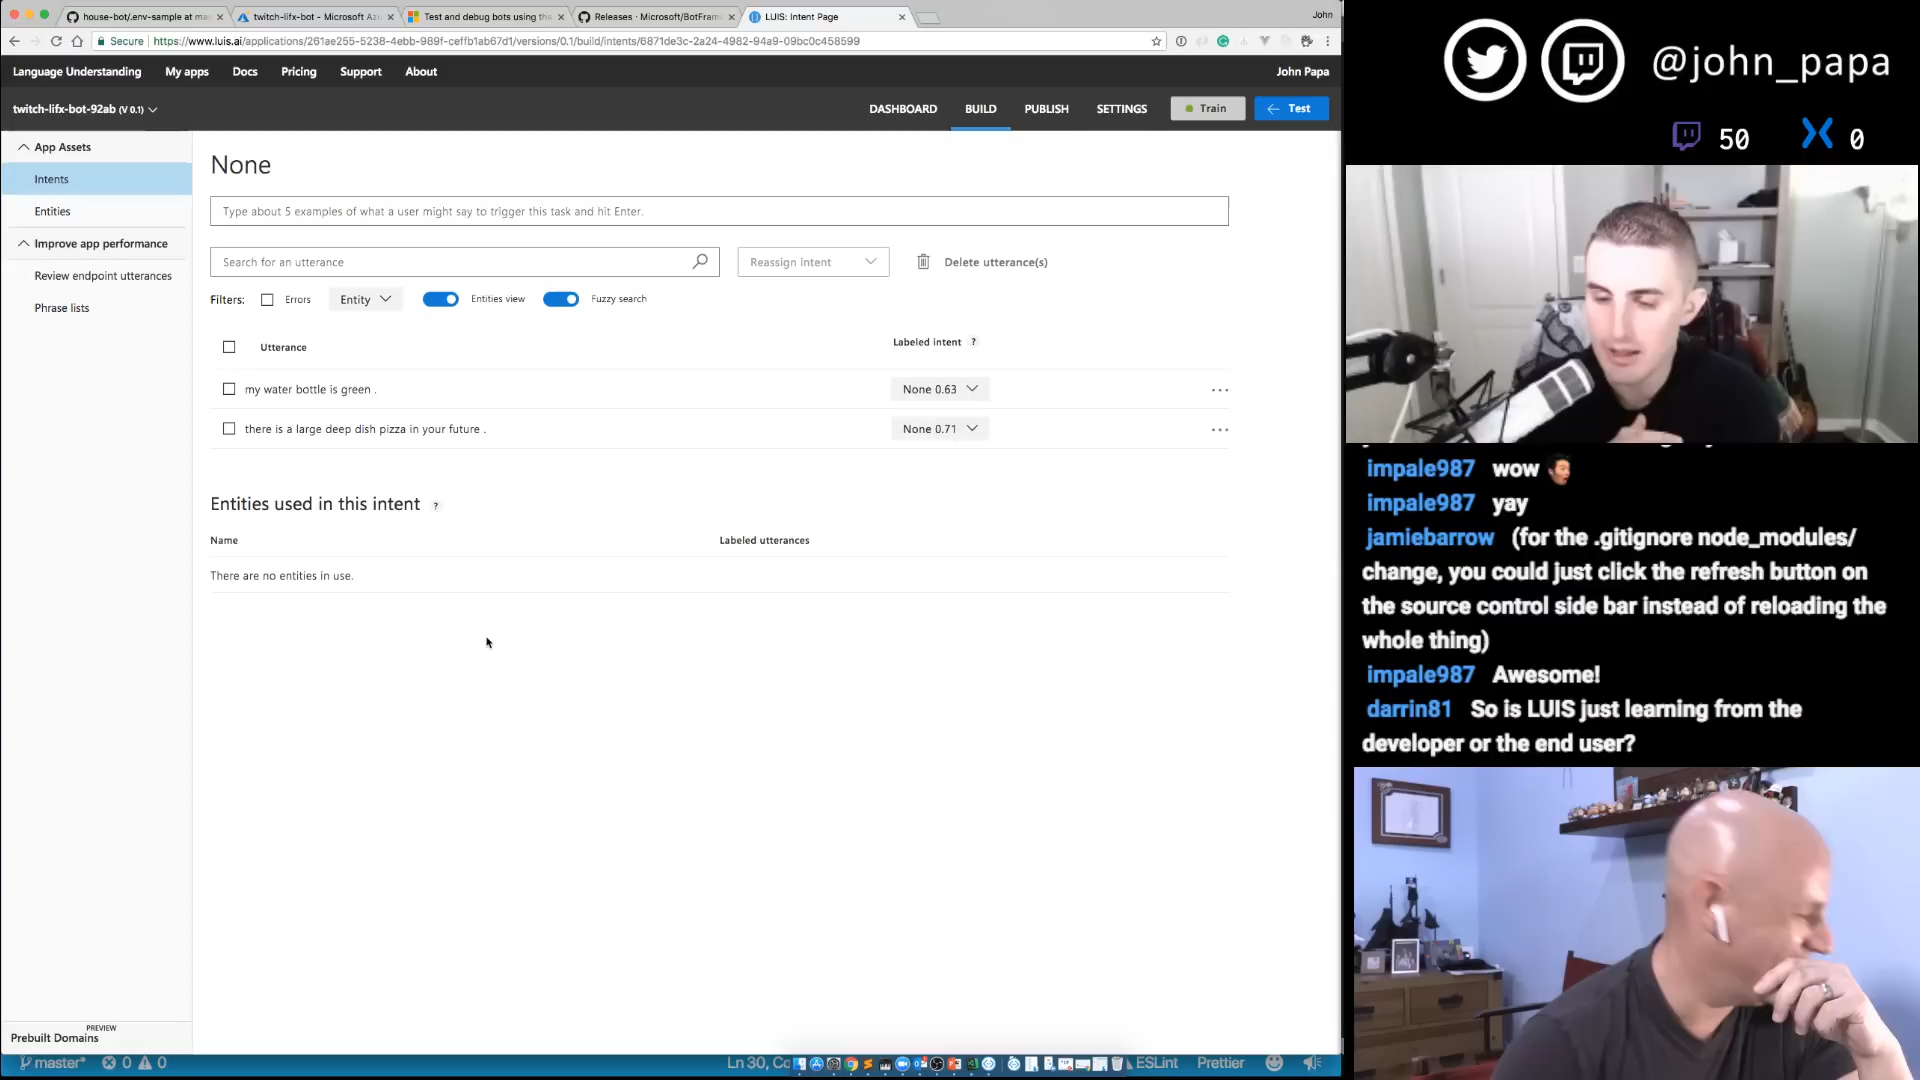 house-bot/.env-sample at ma
twitch-lifx-bot - Microsoft Az
Test and debug bots using the
Releases · Microsoft/BotFram
LUIS: Intent Page
John
Secure
https://www.luis.ai/applications/261ae255-5238-4ebb-989f-ceffb1ab67d1/versions/0.1/build/intents/6871de3c-2a24-4982-94a9-09bc0c458599
Language Understanding My apps Docs Pricing Support About John Papa
twitch-lifx-bot-92ab (V 0.1) DASHBOARD BUILD PUBLISH SETTINGS Train Test
App Assets
Intents
Entities
Improve app performance
Review endpoint utterances
Phrase lists
PREVIEW
Prebuilt Domains
None
Type about 5 examples of what a user might say to trigger this task and hit Enter.
Search for an utterance
Reassign intent
Delete utterance(s)
Filters: Errors Entity Entities view Fuzzy search
Utterance Labeled intent ?
my water bottle is green . None 0.63
there is a large deep dish pizza in your future . None 0.71
Entities used in this intent ?
Name Labeled utterances
There are no entities in use.
master* 0 0 Ln 30, Co ESLint Prettier
@john_papa
50 0
impale987 wow
impale987 yay
jamiebarrow (for the .gitignore node_modules/
change, you could just click the refresh button on
the source control side bar instead of reloading the
whole thing)
impale987 Awesome!
darrin81 So is LUIS just learning from the
developer or the end user?